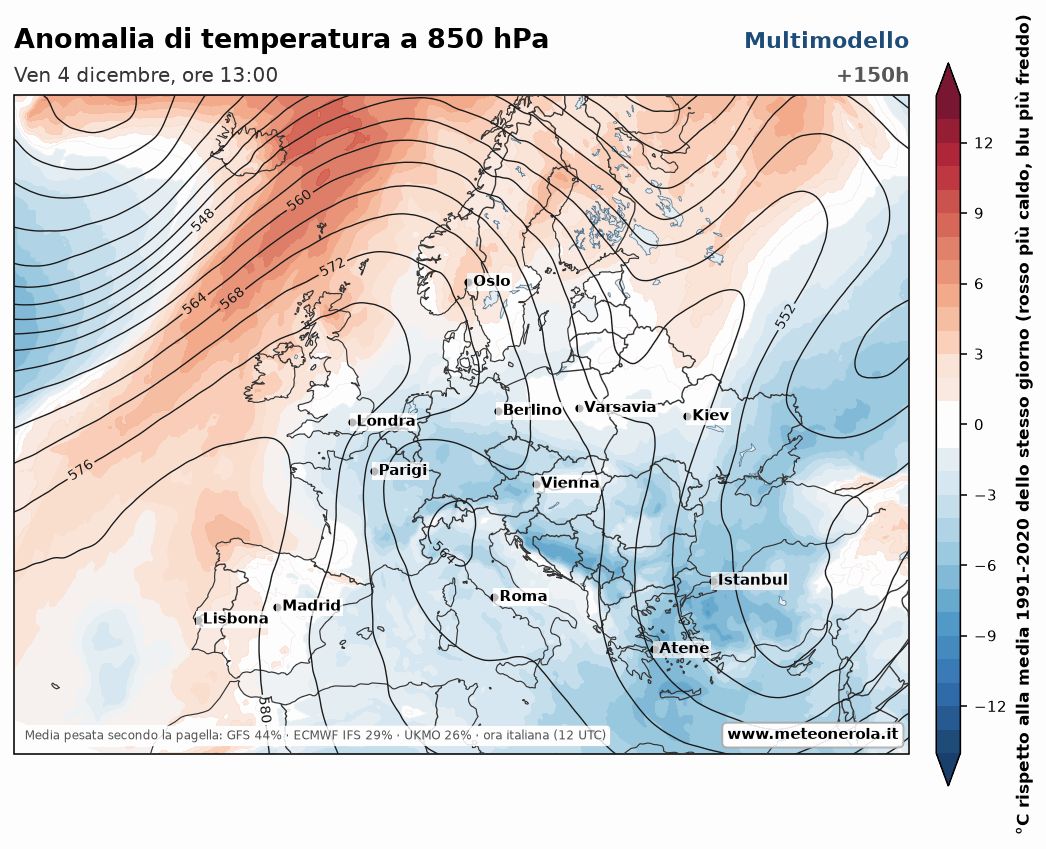 Anomalia di temperatura a 850 hPa
Multimodello
Ven 4 dicembre, ore 13:00
+150h
548
560
572
564
568
552
576
564
580
Oslo
Londra
Berlino
Varsavia
Kiev
Parigi
Vienna
Istanbul
Roma
Madrid
Lisbona
Atene
Media pesata secondo la pagella: GFS 44% · ECMWF IFS 29% · UKMO 26% · ora italiana (12 UTC)
www.meteonerola.it
12
9
6
3
0
−3
−6
−9
−12
°C rispetto alla media 1991-2020 dello stesso giorno (rosso più caldo, blu più freddo)